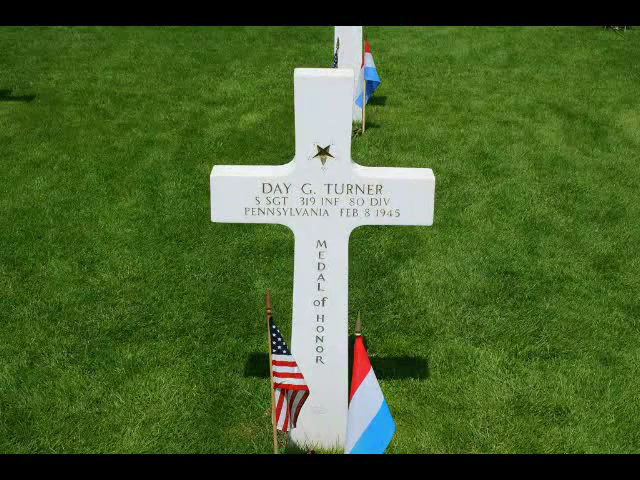 DAY G. TURNER
S SGT 319 INF 80 DIV
PENNSYLVANIA FEB 8 1945
MEDAL of HONOR